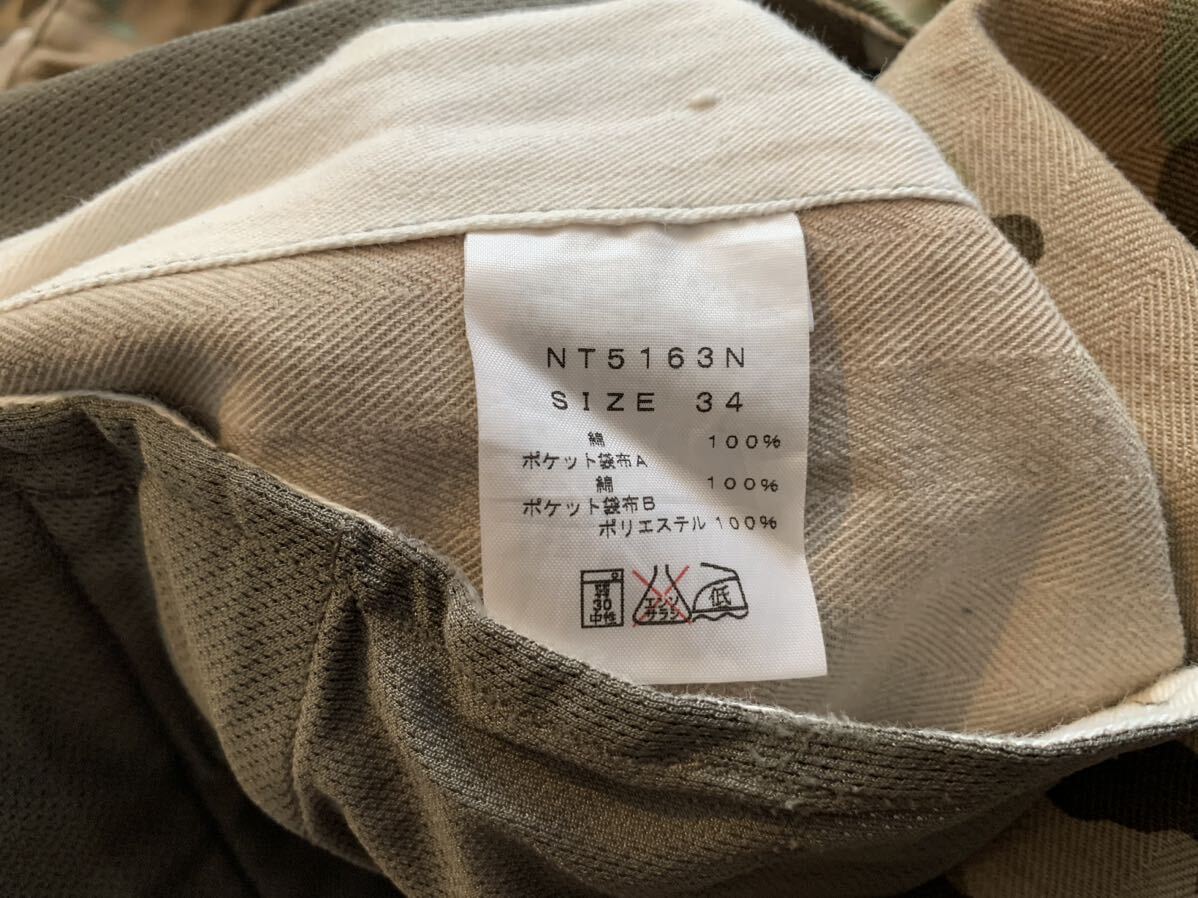 NT5163N
SIZE 34
綿 100%
ポケット袋布A
綿 100%
ポケット袋布B
ポリエステル 100%
弱
30
中性
エンソ
サラシ
低